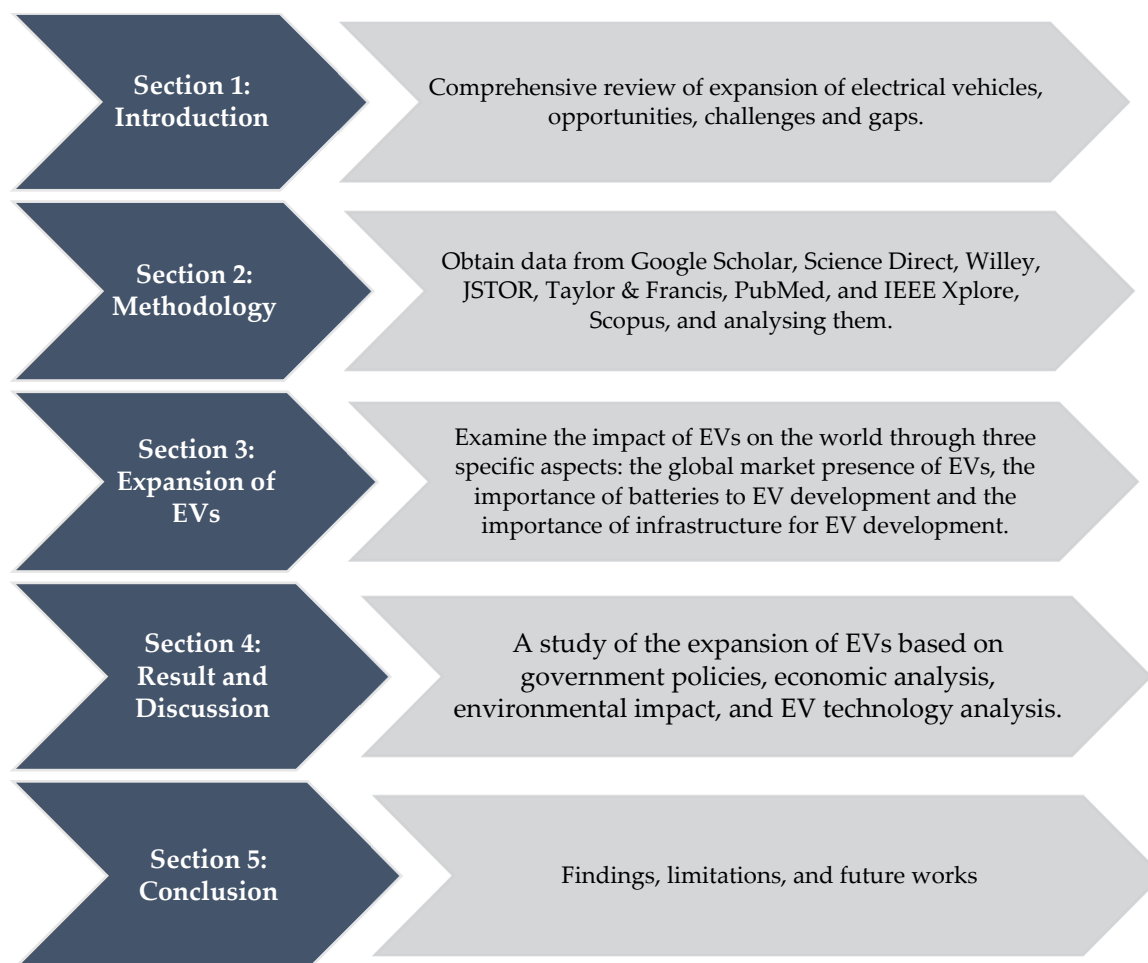 Section 1:
Introduction
Comprehensive review of expansion of electrical vehicles,
opportunities, challenges and gaps.
Section 2:
Methodology
Obtain data from Google Scholar, Science Direct, Willey,
JSTOR, Taylor & Francis, PubMed, and IEEE Xplore,
Scopus, and analysing them.
Section 3:
Expansion of
EVs
Examine the impact of EVs on the world through three
specific aspects: the global market presence of EVs, the
importance of batteries to EV development and the
importance of infrastructure for EV development.
Section 4:
Result and
Discussion
A study of the expansion of EVs based on
government policies, economic analysis,
environmental impact, and EV technology analysis.
Section 5:
Conclusion
Findings, limitations, and future works